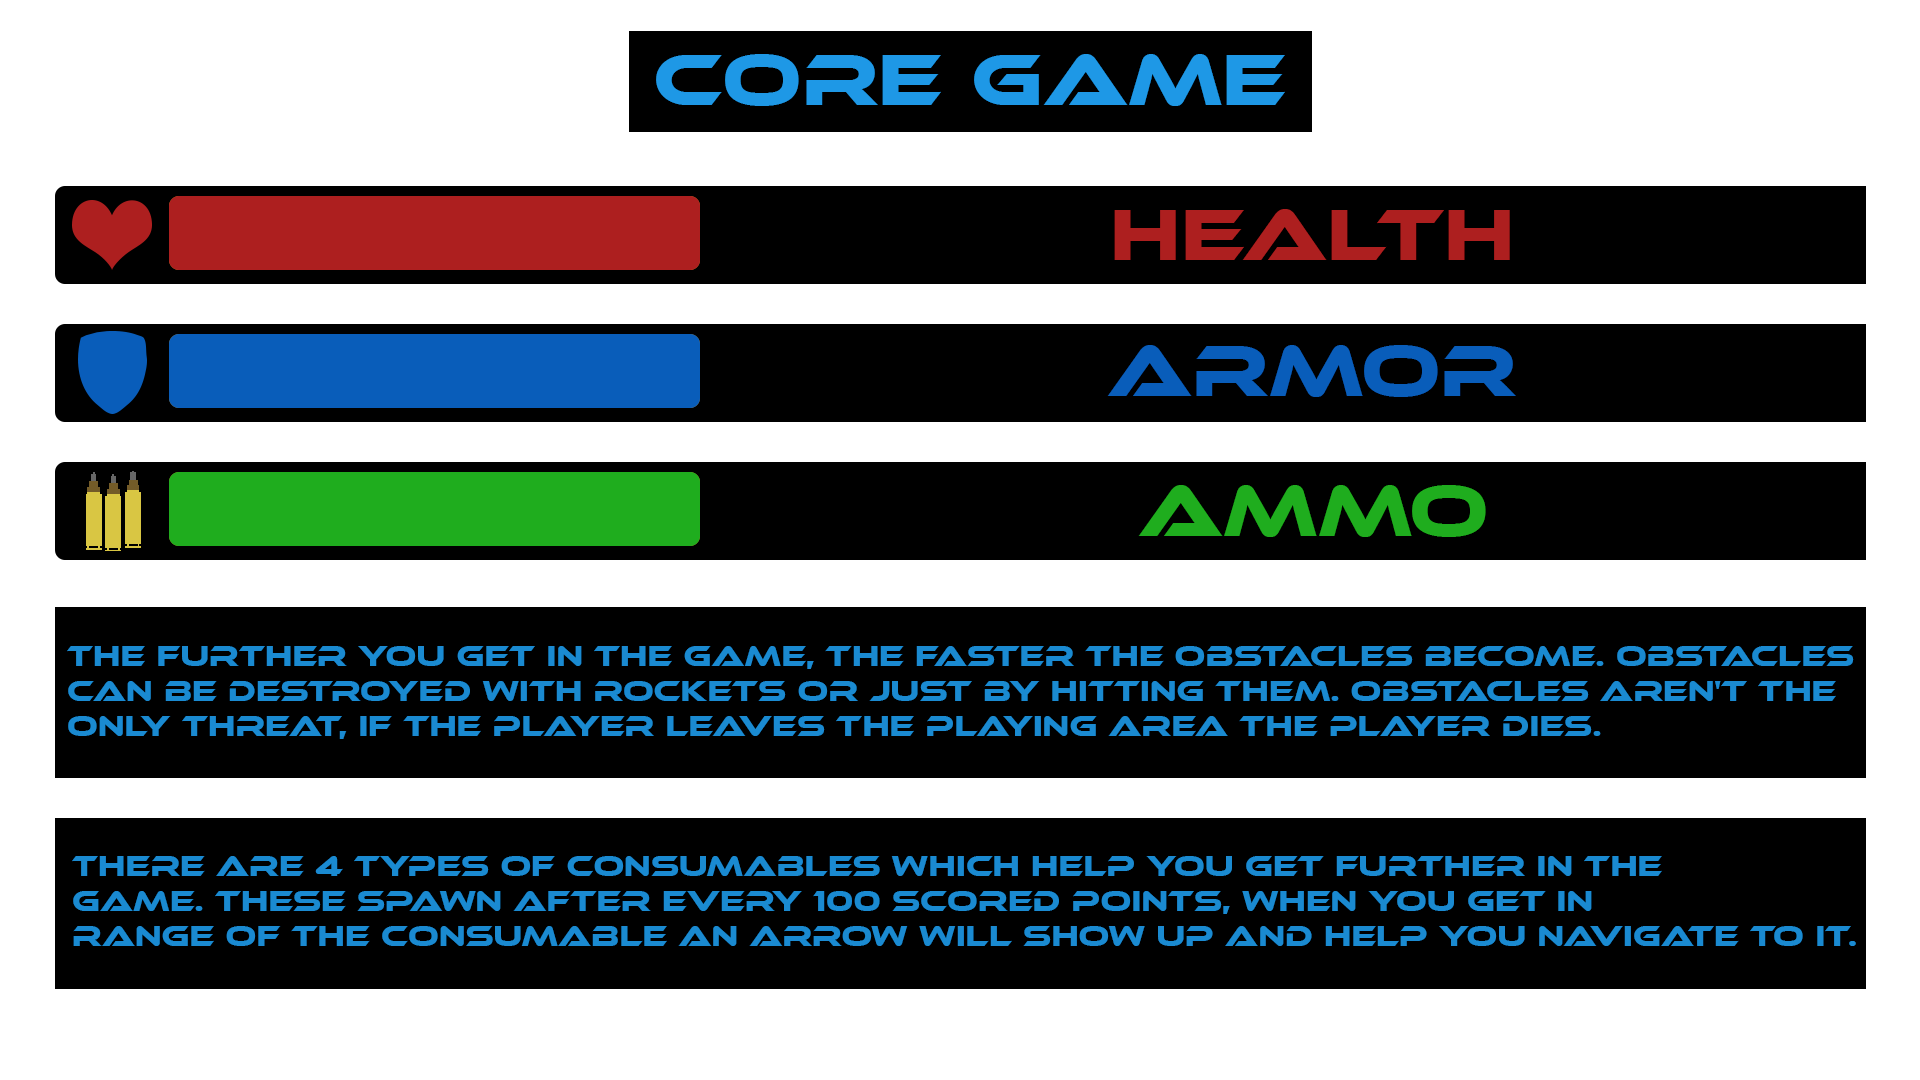 CORE GAME
HEALTH
ARMOR
AMMO
THE FURTHER YOU GET IN THE GAME, THE FASTER THE OBSTACLES BECOME. OBSTACLES
CAN BE DESTROYED WITH ROCKETS OR JUST BY HITTING THEM. OBSTACLES AREN'T THE
ONLY THREAT, IF THE PLAYER LEAVES THE PLAYING AREA THE PLAYER DIES.
THERE ARE 4 TYPES OF CONSUMABLES WHICH HELP YOU GET FURTHER IN THE
GAME. THESE SPAWN AFTER EVERY 100 SCORED POINTS, WHEN YOU GET IN
RANGE OF THE CONSUMABLE AN ARROW WILL SHOW UP AND HELP YOU NAVIGATE TO IT.